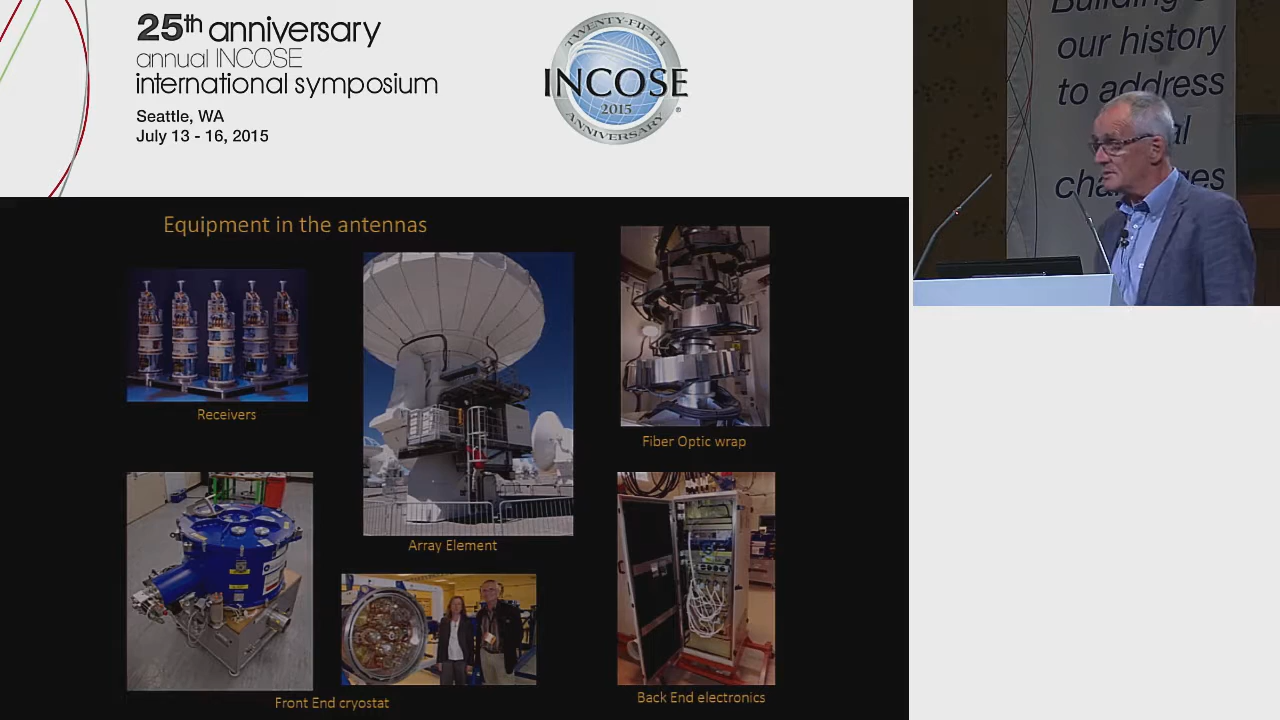 25th anniversary
annual INCOSE
international symposium
Seattle, WA
July 13 - 16, 2015
TWENTY-FIFTH
INCOSE
2015
ANNIVERSARY
®
Building
our history
to address
Equipment in the antennas
Receivers
Fiber Optic wrap
Array Element
Front End cryostat
Back End electronics